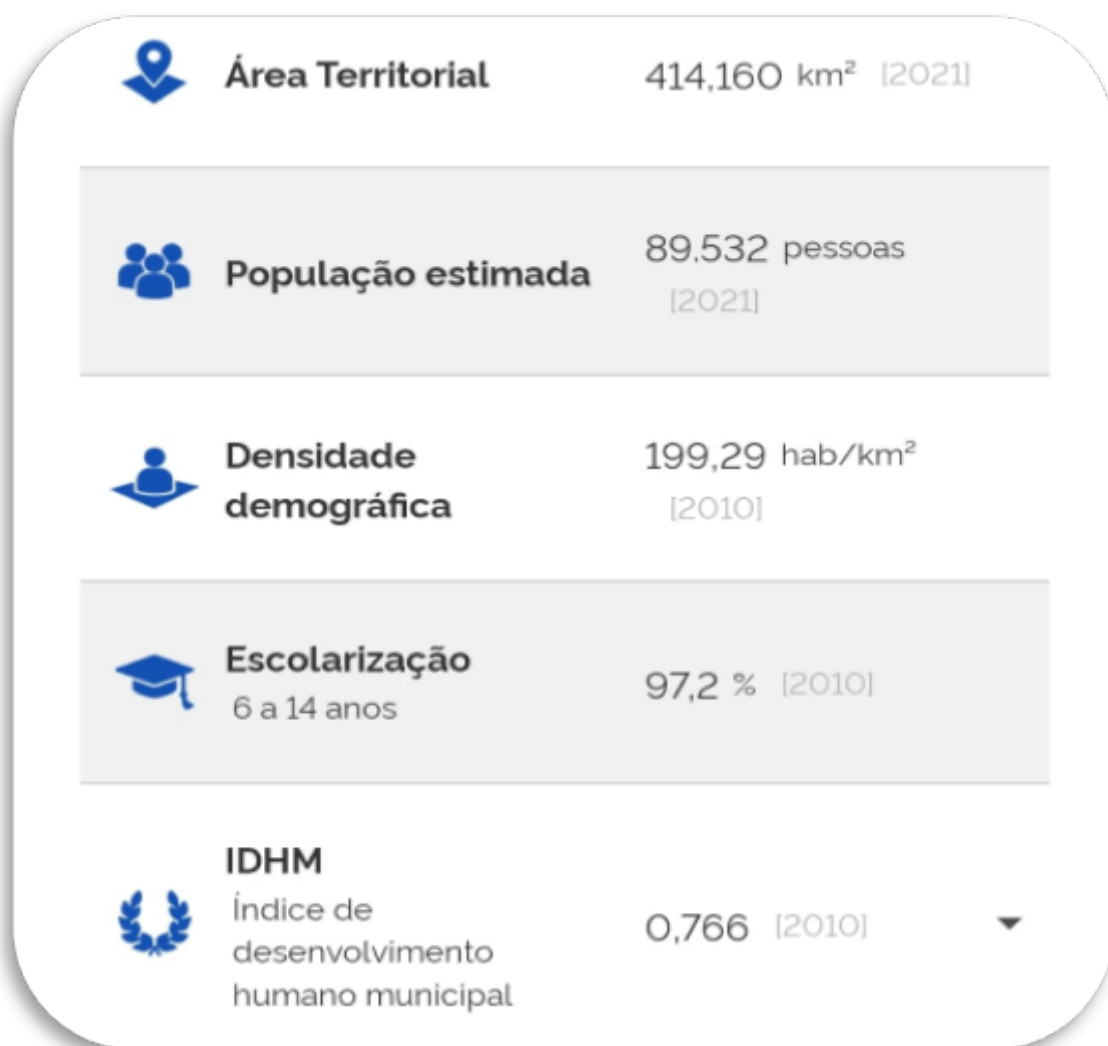 Área Territorial 414,160 km² [2021]
População estimada 89.532 pessoas
[2021]
Densidade
demográfica
199,29 hab/km²
[2010]
Escolarização
6 a 14 anos
97,2 % [2010]
IDHM
Índice de
desenvolvimento
humano municipal
0,766 [2010]